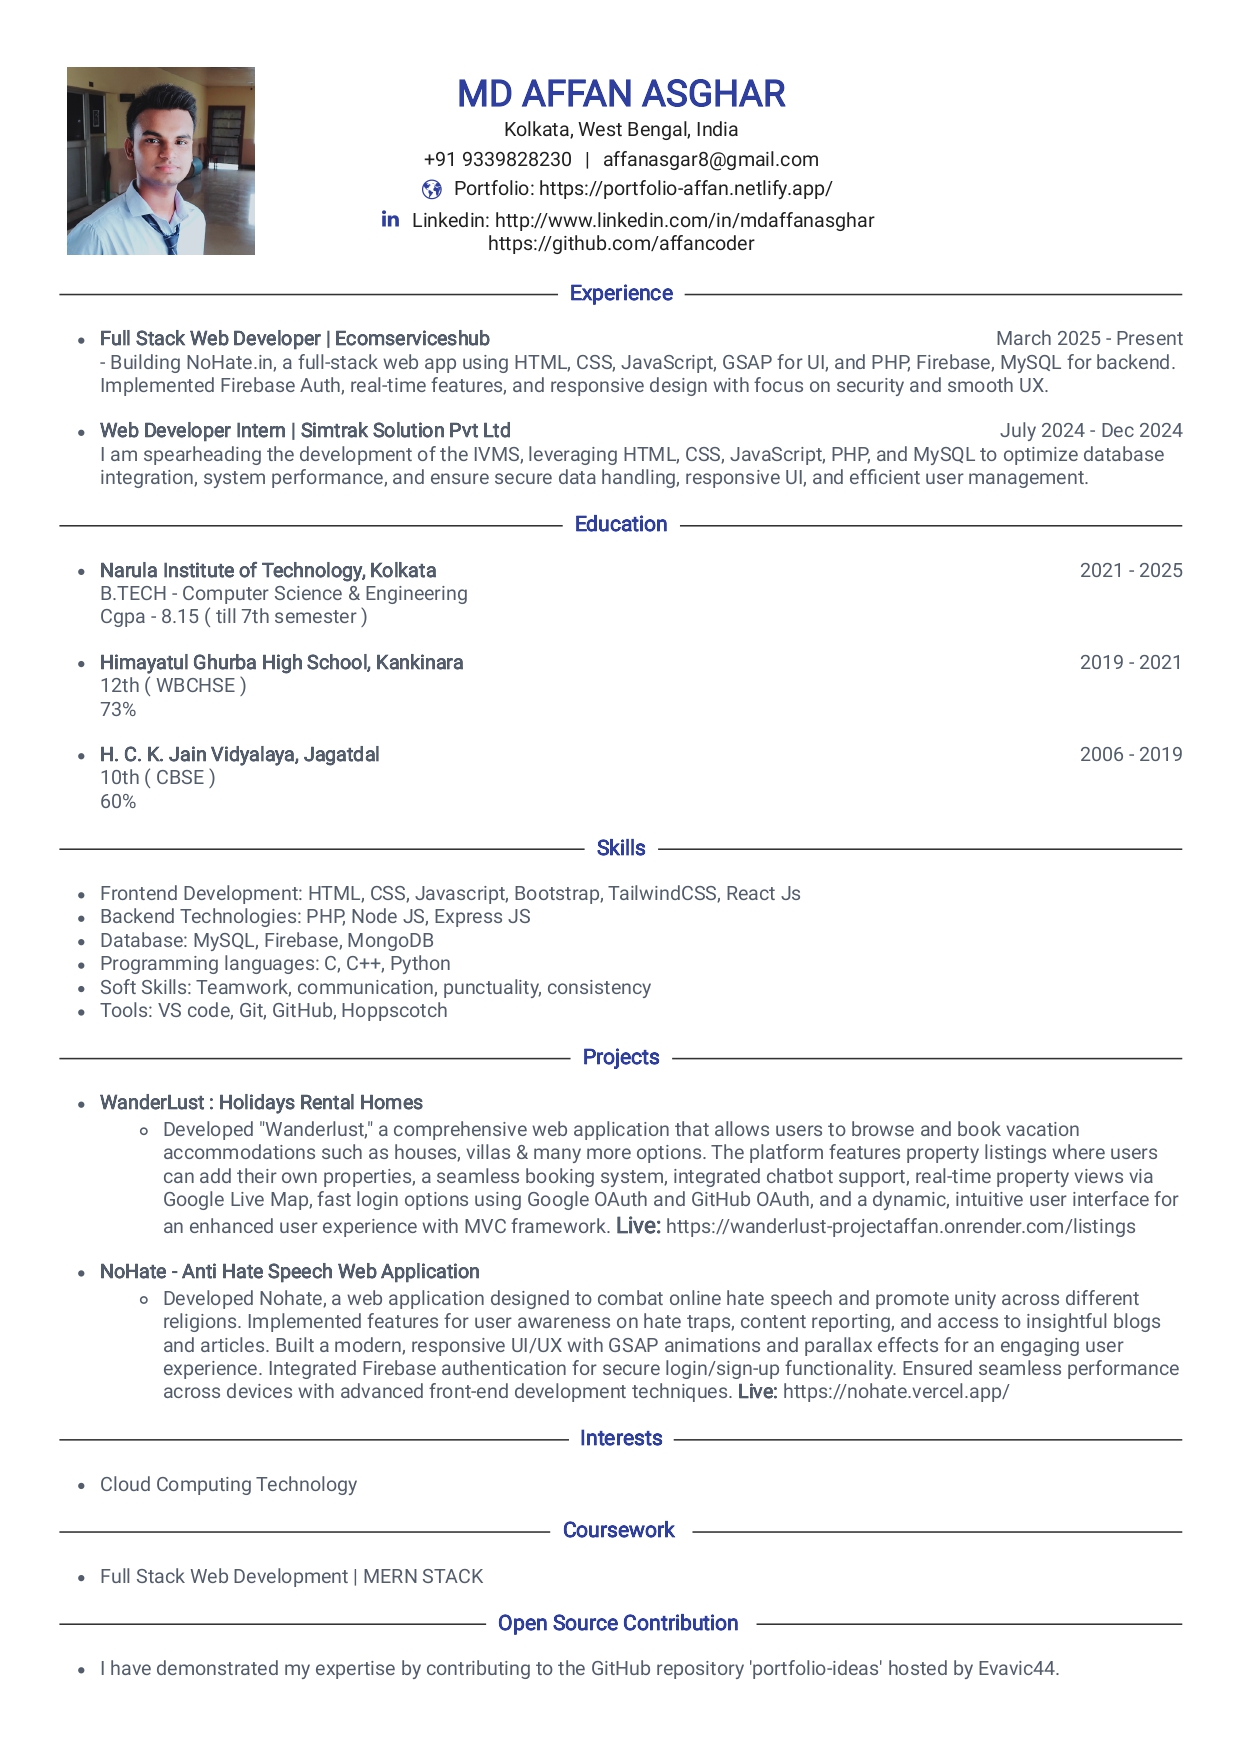 MD AFFAN ASGHAR
Kolkata, West Bengal, India
+91 9339828230 | affanasgar8@gmail.com
Portfolio: https://portfolio-affan.netlify.app/
in Linkedin: http://www.linkedin.com/in/mdaffanasghar
https://github.com/affancoder
Experience
• Full Stack Web Developer | Ecomserviceshub March 2025 - Present
- Building NoHate.in, a full-stack web app using HTML, CSS, JavaScript, GSAP for UI, and PHP, Firebase, MySQL for backend.
Implemented Firebase Auth, real-time features, and responsive design with focus on security and smooth UX.
• Web Developer Intern | Simtrak Solution Pvt Ltd July 2024 - Dec 2024
I am spearheading the development of the IVMS, leveraging HTML, CSS, JavaScript, PHP, and MySQL to optimize database
integration, system performance, and ensure secure data handling, responsive UI, and efficient user management.
Education
• Narula Institute of Technology, Kolkata 2021 - 2025
B.TECH - Computer Science & Engineering
Cgpa - 8.15 ( till 7th semester )
• Himayatul Ghurba High School, Kankinara 2019 - 2021
12th ( WBCHSE )
73%
• H. C. K. Jain Vidyalaya, Jagatdal 2006 - 2019
10th ( CBSE )
60%
Skills
• Frontend Development: HTML, CSS, Javascript, Bootstrap, TailwindCSS, React Js
• Backend Technologies: PHP, Node JS, Express JS
• Database: MySQL, Firebase, MongoDB
• Programming languages: C, C++, Python
• Soft Skills: Teamwork, communication, punctuality, consistency
• Tools: VS code, Git, GitHub, Hoppscotch
Projects
• WanderLust : Holidays Rental Homes
Developed "Wanderlust," a comprehensive web application that allows users to browse and book vacation
accommodations such as houses, villas & many more options. The platform features property listings where users
can add their own properties, a seamless booking system, integrated chatbot support, real-time property views via
Google Live Map, fast login options using Google OAuth and GitHub OAuth, and a dynamic, intuitive user interface for
an enhanced user experience with MVC framework. Live: https://wanderlust-projectaffan.onrender.com/listings
• NoHate - Anti Hate Speech Web Application
Developed Nohate, a web application designed to combat online hate speech and promote unity across different
religions. Implemented features for user awareness on hate traps, content reporting, and access to insightful blogs
and articles. Built a modern, responsive UI/UX with GSAP animations and parallax effects for an engaging user
experience. Integrated Firebase authentication for secure login/sign-up functionality. Ensured seamless performance
across devices with advanced front-end development techniques. Live: https://nohate.vercel.app/
Interests
• Cloud Computing Technology
Coursework
• Full Stack Web Development | MERN STACK
Open Source Contribution
• I have demonstrated my expertise by contributing to the GitHub repository 'portfolio-ideas' hosted by Evavic44.